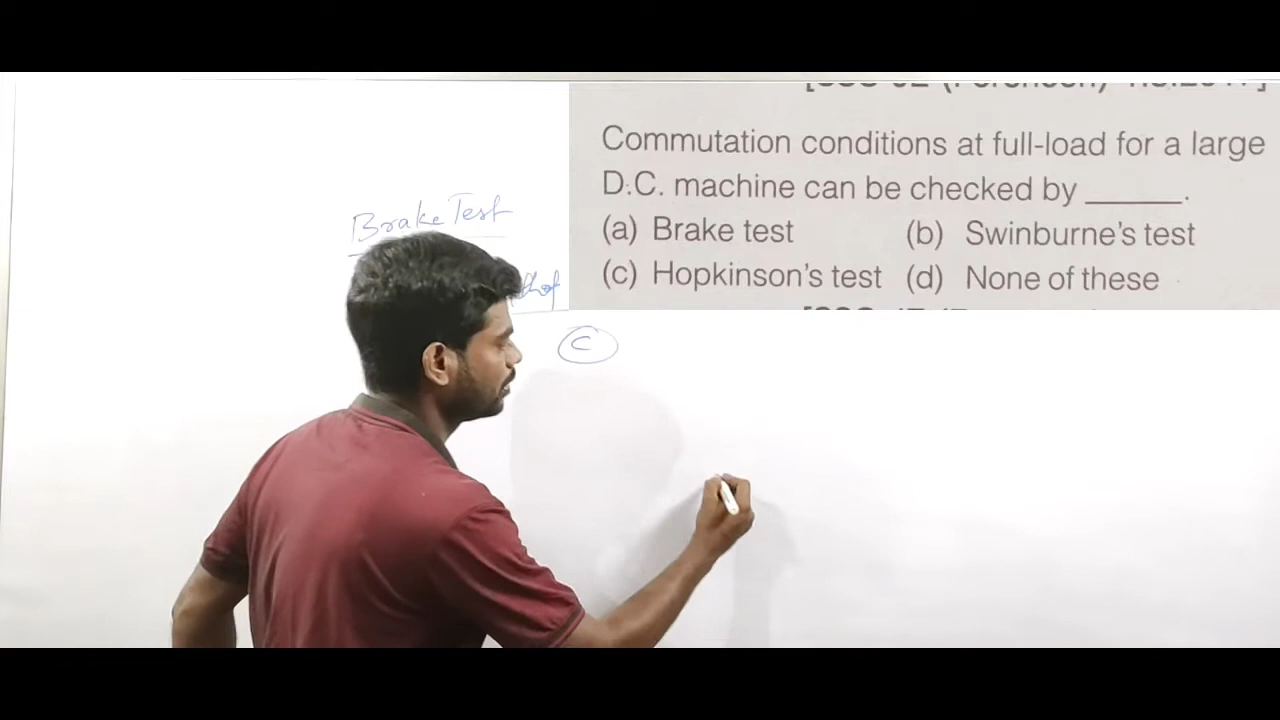 Commutation conditions at full-load for a large
D.C. machine can be checked by ______.
(a) Brake test (b) Swinburne's test
(c) Hopkinson's test (d) None of these
Brake Test
C